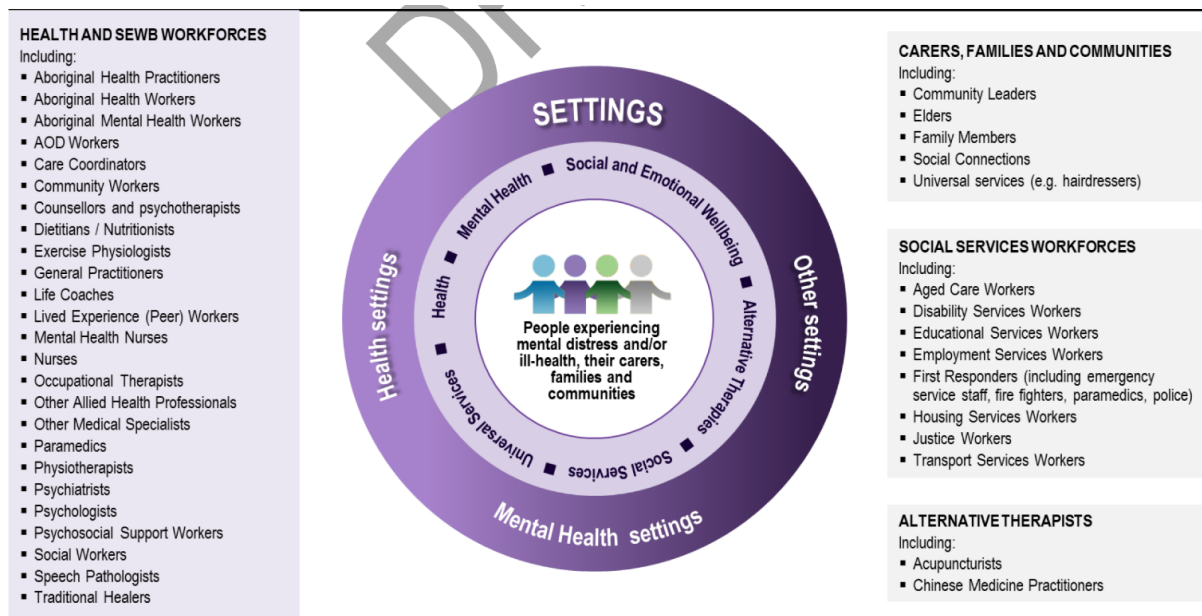 HEALTH AND SEWB WORKFORCES
Including:
▪ Aboriginal Health Practitioners
▪ Aboriginal Health Workers
▪ Aboriginal Mental Health Workers
▪ AOD Workers
▪ Care Coordinators
▪ Community Workers
▪ Counsellors and psychotherapists
▪ Dietitians / Nutritionists
▪ Exercise Physiologists
▪ General Practitioners
▪ Life Coaches
▪ Lived Experience (Peer) Workers
▪ Mental Health Nurses
▪ Nurses
▪ Occupational Therapists
▪ Other Allied Health Professionals
▪ Other Medical Specialists
▪ Paramedics
▪ Physiotherapists
▪ Psychiatrists
▪ Psychologists
▪ Psychosocial Support Workers
▪ Social Workers
▪ Speech Pathologists
▪ Traditional Healers
SETTINGS
Health settings
Other settings
Mental Health settings
Health ■ Mental Health ■ Social and Emotional Wellbeing ■ Alternative Therapies ■ Social Services ■ Universal Services ■
People experiencing
mental distress and/or
ill-health, their carers,
families and
communities
CARERS, FAMILIES AND COMMUNITIES
Including:
▪ Community Leaders
▪ Elders
▪ Family Members
▪ Social Connections
▪ Universal services (e.g. hairdressers)
SOCIAL SERVICES WORKFORCES
Including:
▪ Aged Care Workers
▪ Disability Services Workers
▪ Educational Services Workers
▪ Employment Services Workers
▪ First Responders (including emergency
service staff, fire fighters, paramedics, police)
▪ Housing Services Workers
▪ Justice Workers
▪ Transport Services Workers
ALTERNATIVE THERAPISTS
Including:
▪ Acupuncturists
▪ Chinese Medicine Practitioners